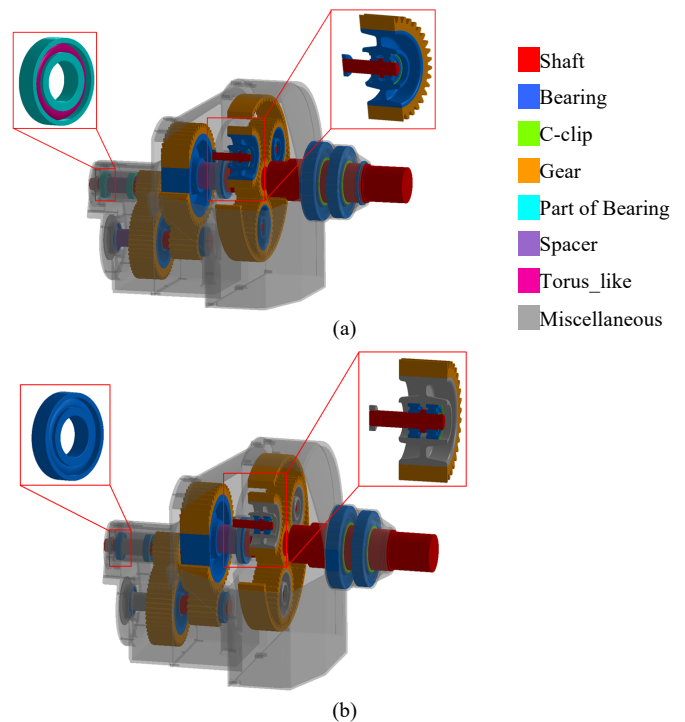 Shaft
Bearing
C-clip
Gear
Part of Bearing
Spacer
Torus_like
Miscellaneous
(a)
(b)